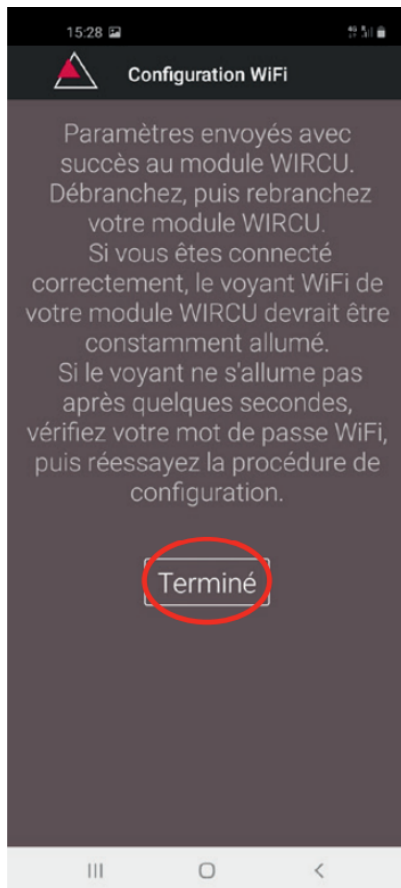 15:28
Configuration WiFi
Paramètres envoyés avec
succès au module WIRCU.
Débranchez, puis rebranchez
votre module WIRCU.
Si vous êtes connecté
correctement, le voyant WiFi de
votre module WIRCU devrait être
constamment allumé.
Si le voyant ne s'allume pas
après quelques secondes,
vérifiez votre mot de passe WiFi,
puis réessayez la procédure de
configuration.
Terminé